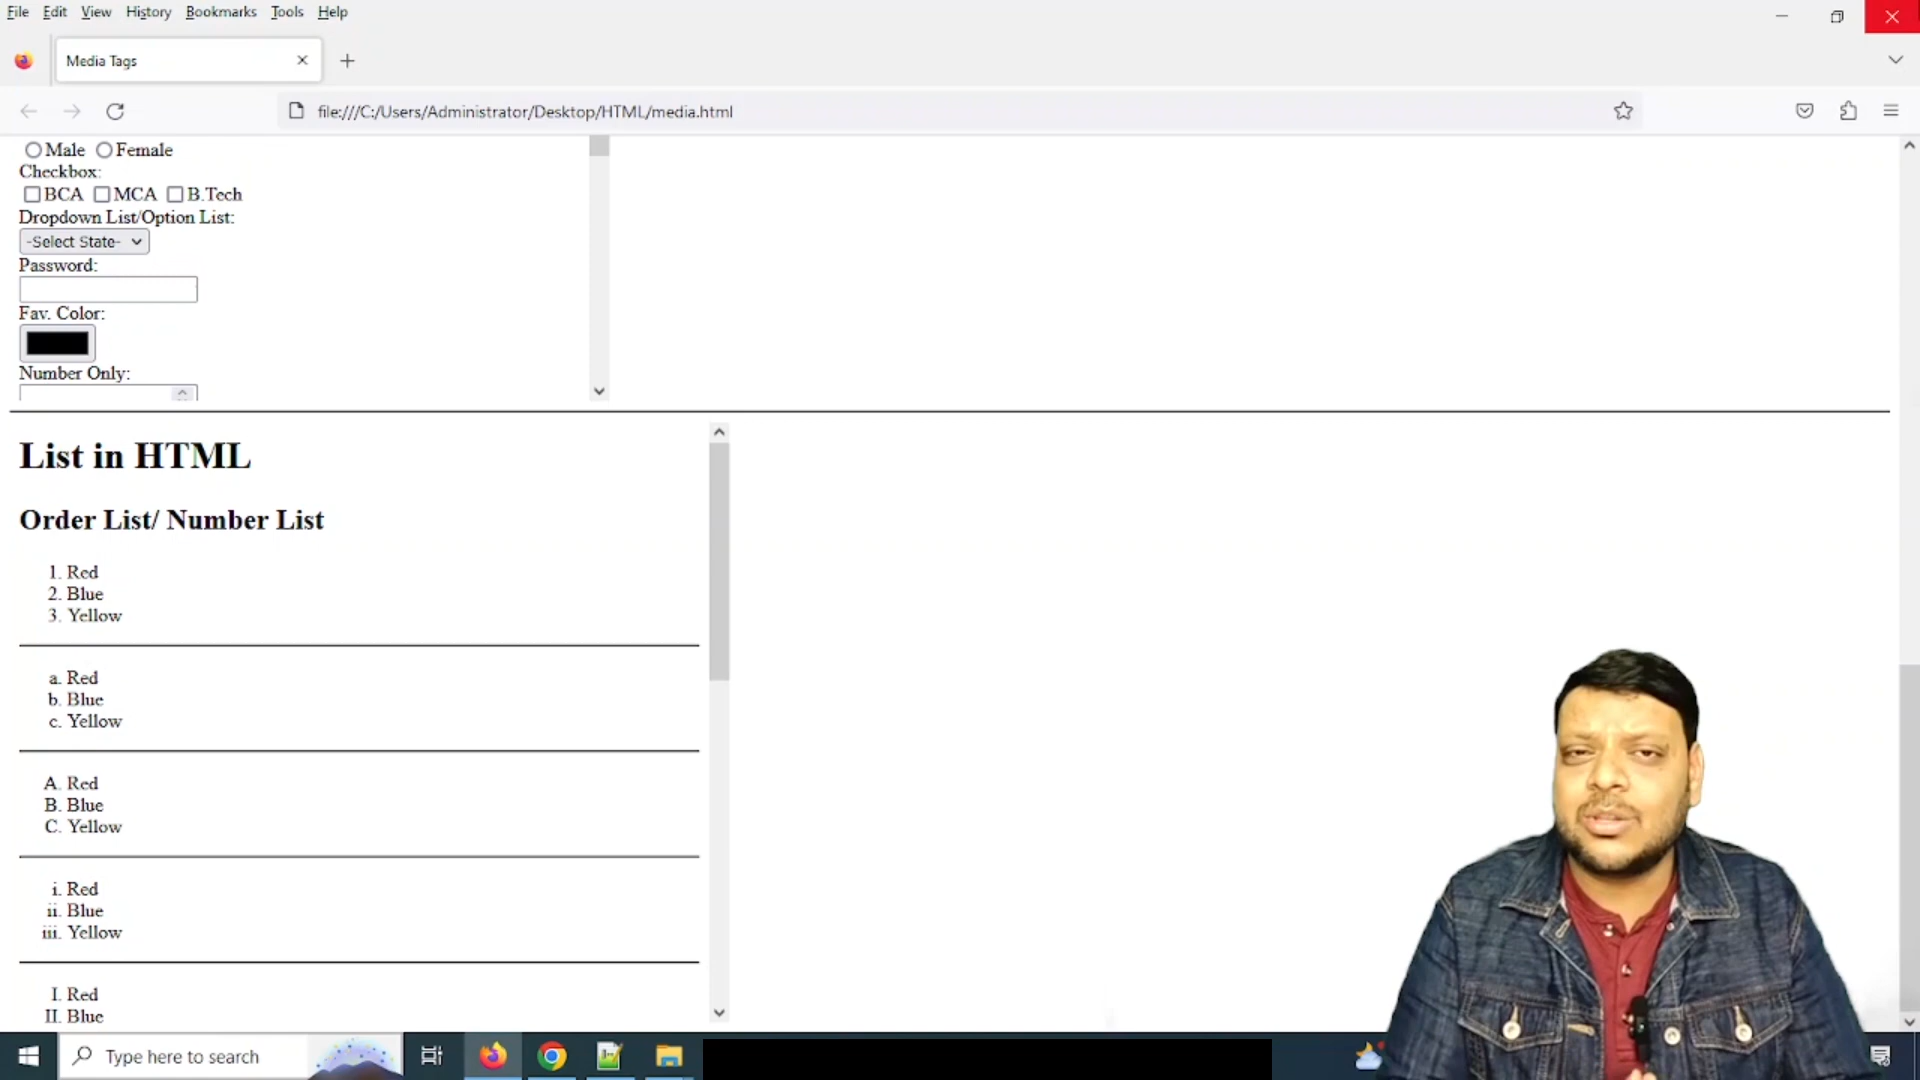 File Edit View History Bookmarks Tools Help
Media Tags
file:///C:/Users/Administrator/Desktop/HTML/media.html
Male Female
Checkbox:
BCA MCA B.Tech
Dropdown List/Option List:
-Select State-
Password:
Fav. Color:
Number Only:
List in HTML
Order List/ Number List
1. Red
2. Blue
3. Yellow
a. Red
b. Blue
c. Yellow
A. Red
B. Blue
C. Yellow
i. Red
ii. Blue
iii. Yellow
I. Red
II. Blue
Type here to search